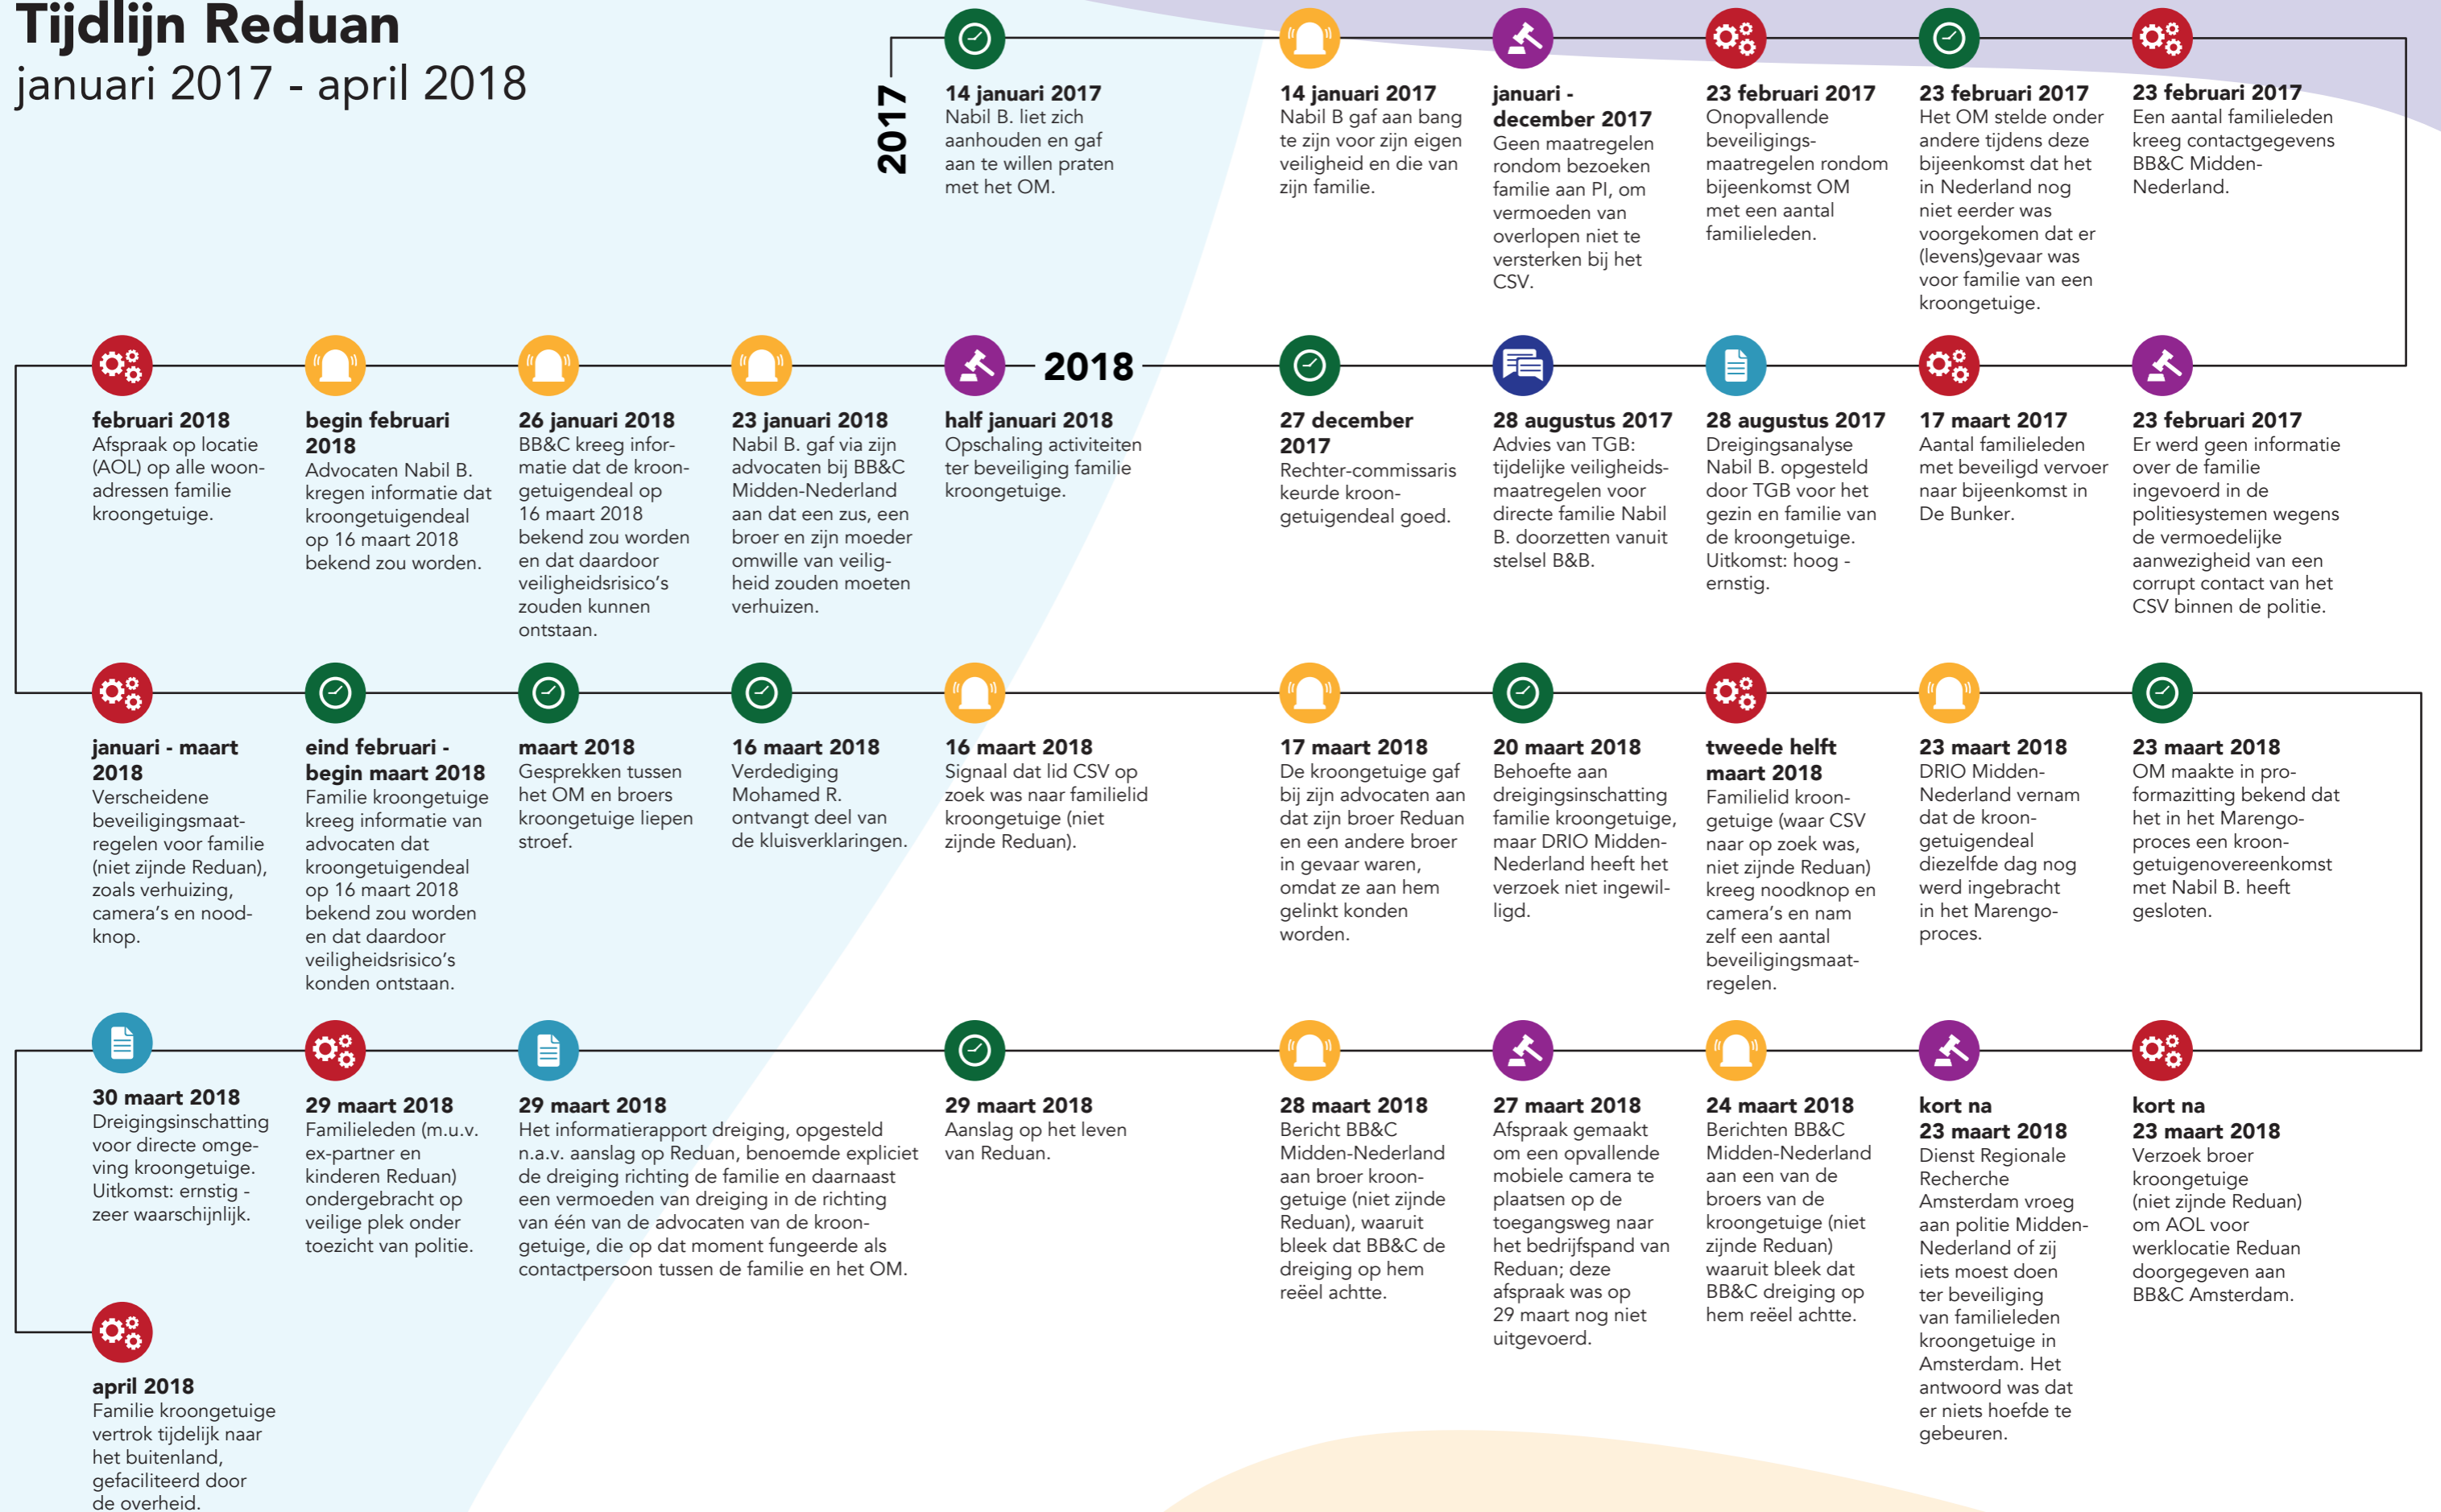 Tijdlijn Reduan
januari 2017 - april 2018
2017
14 januari 2017
Nabil B. liet zich
aanhouden en gaf
aan te willen praten
met het OM.
14 januari 2017
Nabil B gaf aan bang
te zijn voor zijn eigen
veiligheid en die van
zijn familie.
januari -
december 2017
Geen maatregelen
rondom bezoeken
familie aan PI, om
vermoeden van
overlopen niet te
versterken bij het
CSV.
23 februari 2017
Onopvallende
beveiligings-
maatregelen rondom
bijeenkomst OM
met een aantal
familieleden.
23 februari 2017
Het OM stelde onder
andere tijdens deze
bijeenkomst dat het
in Nederland nog
niet eerder was
voorgekomen dat er
(levens)gevaar was
voor familie van een
kroongetuige.
23 februari 2017
Een aantal familieleden
kreeg contactgegevens
BB&C Midden-
Nederland.
23 februari 2017
Er werd geen informatie
over de familie
ingevoerd in de
politiesystemen wegens
de vermoedelijke
aanwezigheid van een
corrupt contact van het
CSV binnen de politie.
17 maart 2017
Aantal familieleden
met beveiligd vervoer
naar bijeenkomst in
De Bunker.
28 augustus 2017
Dreigingsanalyse
Nabil B. opgesteld
door TGB voor het
gezin en familie van
de kroongetuige.
Uitkomst: hoog -
ernstig.
28 augustus 2017
Advies van TGB:
tijdelijke veiligheids-
maatregelen voor
directe familie Nabil
B. doorzetten vanuit
stelsel B&B.
27 december
2017
Rechter-commissaris
keurde kroon-
getuigendeal goed.
2018
half januari 2018
Opschaling activiteiten
ter beveiliging familie
kroongetuige.
23 januari 2018
Nabil B. gaf via zijn
advocaten bij BB&C
Midden-Nederland
aan dat een zus, een
broer en zijn moeder
omwille van veilig-
heid zouden moeten
verhuizen.
26 januari 2018
BB&C kreeg infor-
matie dat de kroon-
getuigendeal op
16 maart 2018
bekend zou worden
en dat daardoor
veiligheidsrisico's
zouden kunnen
ontstaan.
begin februari
2018
Advocaten Nabil B.
kregen informatie dat
kroongetuigendeal
op 16 maart 2018
bekend zou worden.
februari 2018
Afspraak op locatie
(AOL) op alle woon-
adressen familie
kroongetuige.
januari - maart
2018
Verscheidene
beveiligingsmaat-
regelen voor familie
(niet zijnde Reduan),
zoals verhuizing,
camera's en nood-
knop.
eind februari -
begin maart 2018
Familie kroongetuige
kreeg informatie van
advocaten dat
kroongetuigendeal
op 16 maart 2018
bekend zou worden
en dat daardoor
veiligheidsrisico's
konden ontstaan.
maart 2018
Gesprekken tussen
het OM en broers
kroongetuige liepen
stroef.
16 maart 2018
Verdediging
Mohamed R.
ontvangt deel van
de kluisverklaringen.
16 maart 2018
Signaal dat lid CSV op
zoek was naar familielid
kroongetuige (niet
zijnde Reduan).
17 maart 2018
De kroongetuige gaf
bij zijn advocaten aan
dat zijn broer Reduan
en een andere broer
in gevaar waren,
omdat ze aan hem
gelinkt konden
worden.
20 maart 2018
Behoefte aan
dreigingsinschatting
familie kroongetuige,
maar DRIO Midden-
Nederland heeft het
verzoek niet ingewil-
ligd.
tweede helft
maart 2018
Familielid kroon-
getuige (waar CSV
naar op zoek was,
niet zijnde Reduan)
kreeg noodknop en
camera's en nam
zelf een aantal
beveiligingsmaat-
regelen.
23 maart 2018
DRIO Midden-
Nederland vernam
dat de kroon-
getuigendeal
diezelfde dag nog
werd ingebracht
in het Marengo-
proces.
23 maart 2018
OM maakte in pro-
formazitting bekend dat
het in het Marengo-
proces een kroon-
getuigenovereenkomst
met Nabil B. heeft
gesloten.
kort na
23 maart 2018
Verzoek broer
kroongetuige
(niet zijnde Reduan)
om AOL voor
werklocatie Reduan
doorgegeven aan
BB&C Amsterdam.
kort na
23 maart 2018
Dienst Regionale
Recherche
Amsterdam vroeg
aan politie Midden-
Nederland of zij
iets moest doen
ter beveiliging
van familieleden
kroongetuige in
Amsterdam. Het
antwoord was dat
er niets hoefde te
gebeuren.
24 maart 2018
Berichten BB&C
Midden-Nederland
aan een van de
broers van de
kroongetuige (niet
zijnde Reduan)
waaruit bleek dat
BB&C dreiging op
hem reëel achtte.
27 maart 2018
Afspraak gemaakt
om een opvallende
mobiele camera te
plaatsen op de
toegangsweg naar
het bedrijfspand van
Reduan; deze
afspraak was op
29 maart nog niet
uitgevoerd.
28 maart 2018
Bericht BB&C
Midden-Nederland
aan broer kroon-
getuige (niet zijnde
Reduan), waaruit
bleek dat BB&C de
dreiging op hem
reëel achtte.
29 maart 2018
Aanslag op het leven
van Reduan.
29 maart 2018
Het informatierapport dreiging, opgesteld
n.a.v. aanslag op Reduan, benoemde expliciet
de dreiging richting de familie en daarnaast
een vermoeden van dreiging in de richting
van één van de advocaten van de kroon-
getuige, die op dat moment fungeerde als
contactpersoon tussen de familie en het OM.
29 maart 2018
Familieleden (m.u.v.
ex-partner en
kinderen Reduan)
ondergebracht op
veilige plek onder
toezicht van politie.
30 maart 2018
Dreigingsinschatting
voor directe omge-
ving kroongetuige.
Uitkomst: ernstig -
zeer waarschijnlijk.
april 2018
Familie kroongetuige
vertrok tijdelijk naar
het buitenland,
gefaciliteerd door
de overheid.